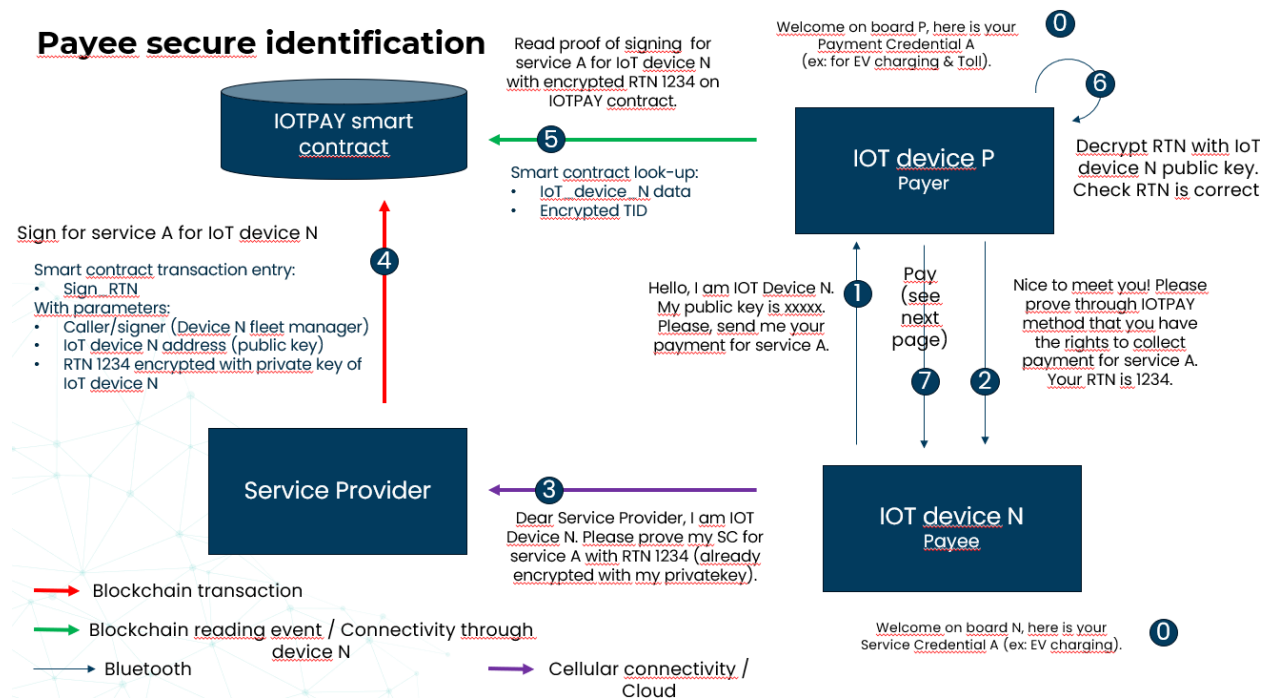 Payee secure identification
Read proof of signing for
service A for IoT device N
with encrypted RTN 1234 on
IOTPAY contract.
Welcome on board P, here is your
Payment Credential A
(ex: for EV charging & Toll).
0
6
IOTPAY smart
contract
5
IOT device P
Payer
Decrypt RTN with IoT
device N public key.
Check RTN is correct
Smart contract look-up:
• IoT_device_N data
• Encrypted TID
Sign for service A for IoT device N
4
Smart contract transaction entry:
• Sign_RTN
With parameters:
• Caller/signer (Device N fleet manager)
• IoT device N address (public key)
• RTN 1234 encrypted with private key of
IoT device N
Hello, I am IOT Device N.
My public key is xxxxx.
Please, send me your
payment for service A.
1
Pay
(see
next
page)
7
2
Nice to meet you! Please
prove through IOTPAY
method that you have
the rights to collect
payment for service A.
Your RTN is 1234.
Service Provider
3
Dear Service Provider, I am IOT
Device N. Please prove my SC for
service A with RTN 1234 (already
encrypted with my privatekey).
IOT device N
Payee
Blockchain transaction
Blockchain reading event / Connectivity through
device N
Bluetooth
Cellular connectivity /
Cloud
Welcome on board N, here is your
Service Credential A (ex: EV charging).
0